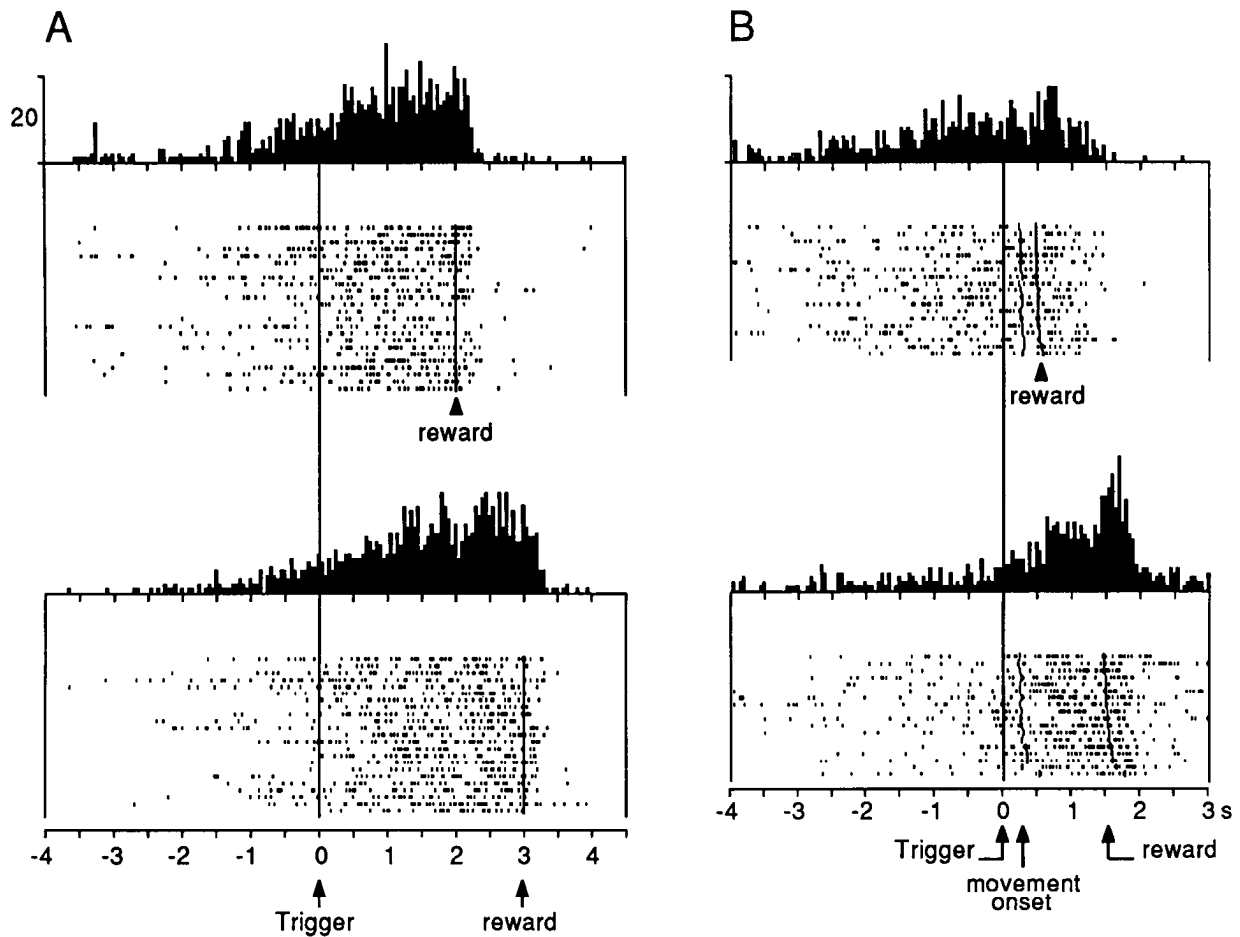 A
B
20
reward
reward
-4 -3 -2 -1 0 1 2 3 4
Trigger
reward
-4 -3 -2 -1 0 1 2 3 s
Trigger
reward
movement
onset